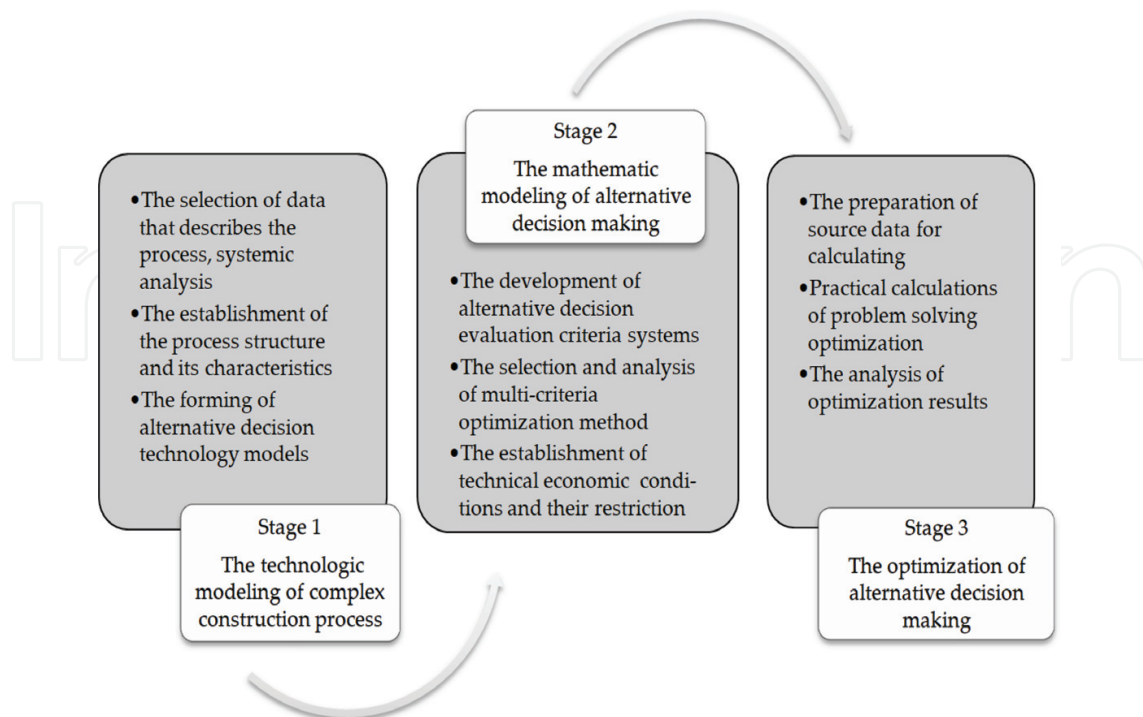 •The selection of data
that describes the
process, systemic
analysis
•The establishment of
the process structure
and its characteristics
•The forming of
alternative decision
technology models
Stage 1
The technologic
modeling of complex
construction process
Stage 2
The mathematic
modeling of alternative
decision making
•The development of
alternative decision
evaluation criteria systems
•The selection and analysis
of multi-criteria
optimization method
•The establishment of
technical economic condi-
tions and their restriction
•The preparation of
source data for
calculating
•Practical calculations
of problem solving
optimization
•The analysis of
optimization results
Stage 3
The optimization of
alternative decision
making